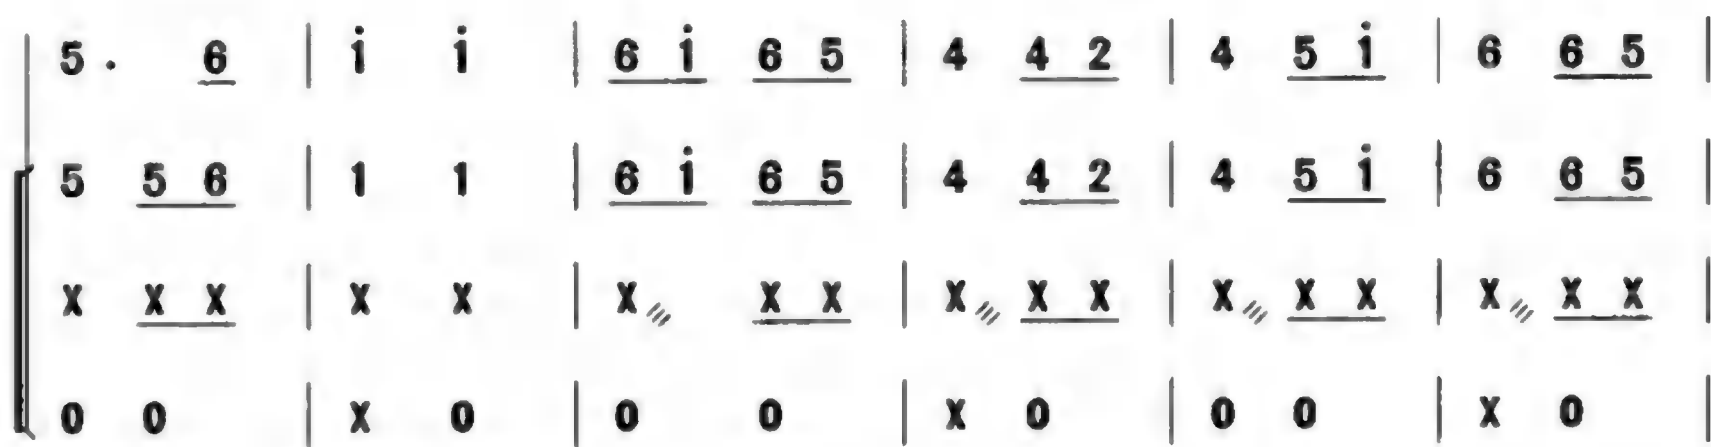 5 · 6 | i i | 6 i 6 5 | 4 4 2 | 4 5 i | 6 6 5 |
5 5 6 | 1 1 | 6 i 6 5 | 4 4 2 | 4 5 i | 6 6 5 |
X X X | X X | X /// X X | X /// X X | X /// X X | X /// X X |
0 0 | X 0 | 0 0 | X 0 | 0 0 | X 0 |